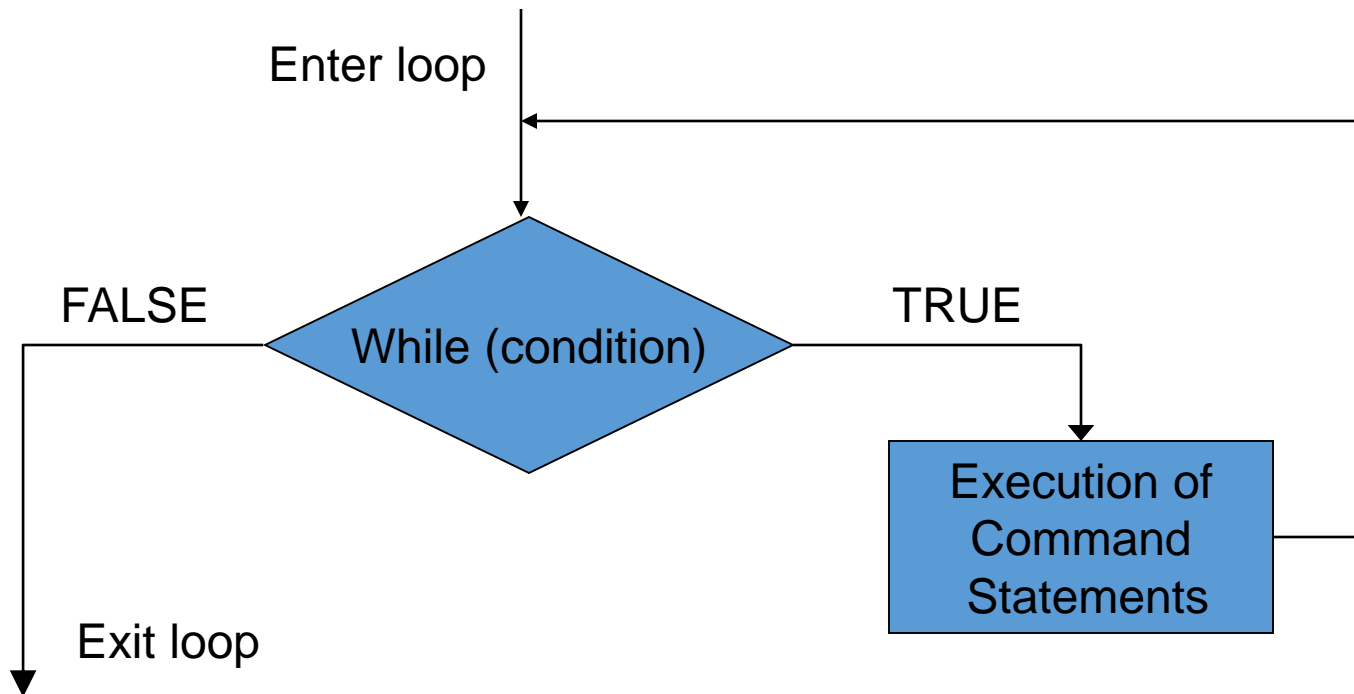 Enter loop
FALSE
TRUE
While (condition)
Execution of
Command
Statements
Exit loop